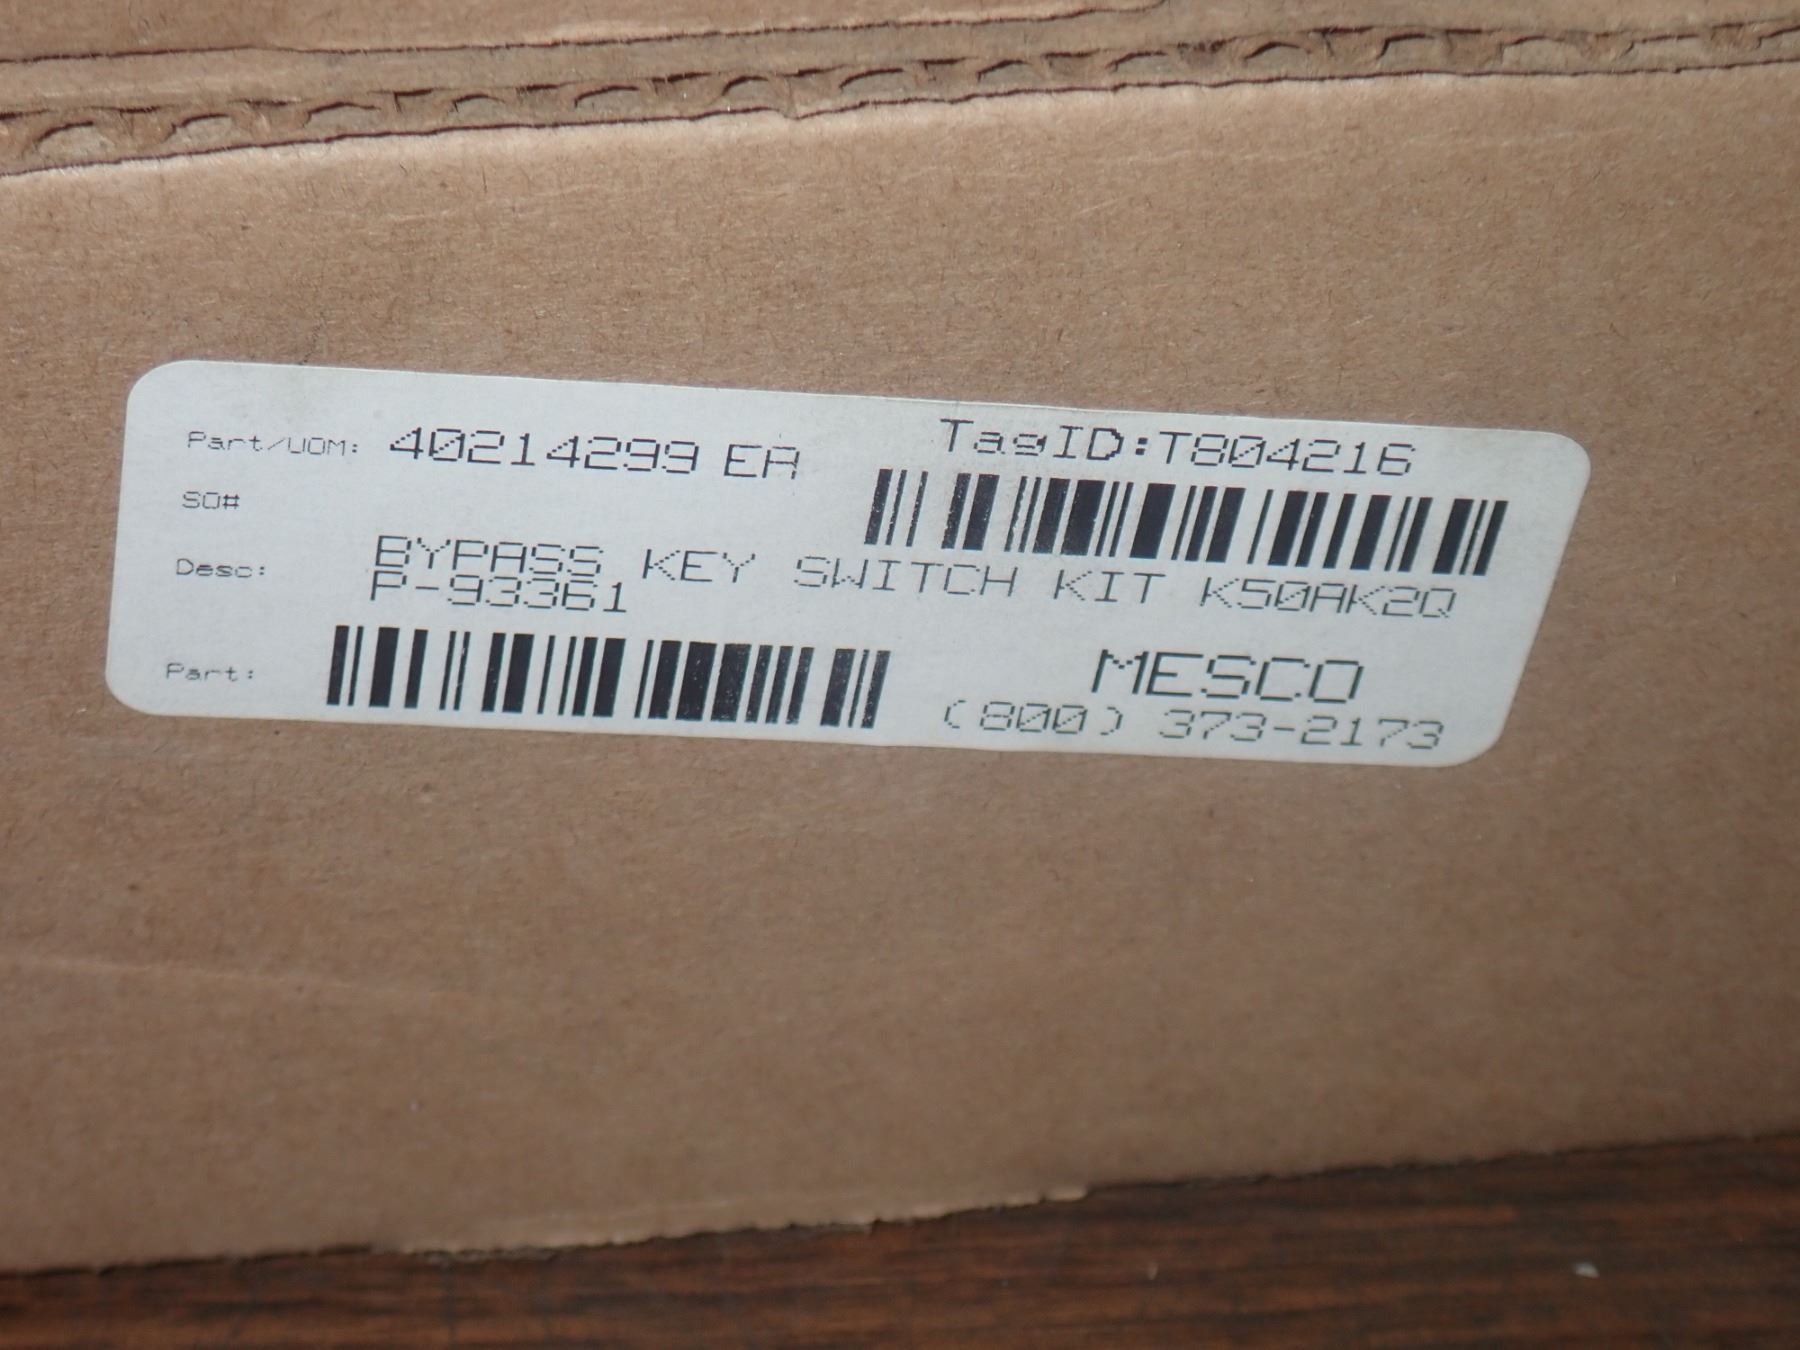 Part/UOM: 40214299 EA TagID:T804216
SO#
Desc: BYPASS KEY SWITCH KIT K50AK2Q
P-93361
Part: MESCO
(800) 373-2173